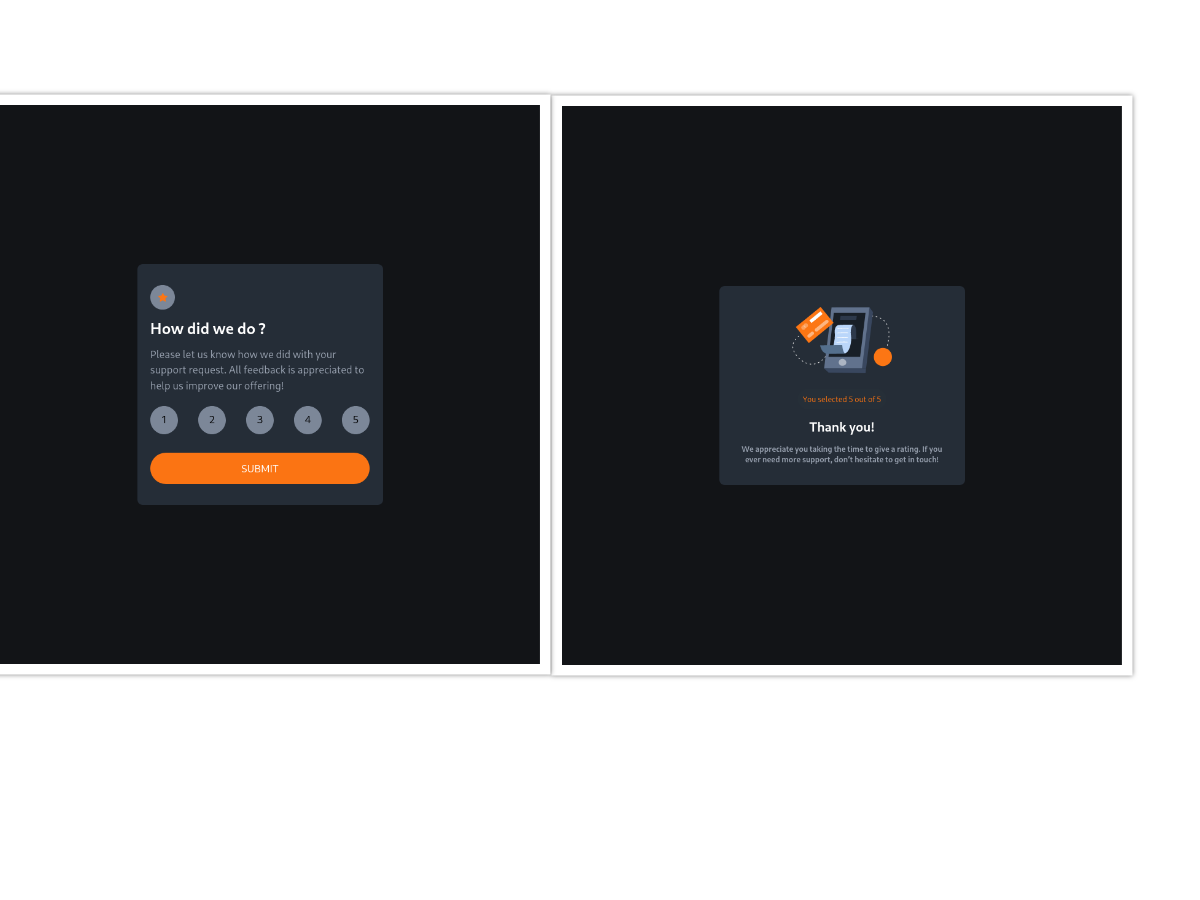 How did we do ?
Please let us know how we did with your
support request. All feedback is appreciated to
help us improve our offering!
1 2 3 4 5
SUBMIT
You selected 5 out of 5
Thank you!
We appreciate you taking the time to give a rating. If you
ever need more support, don't hesitate to get in touch!